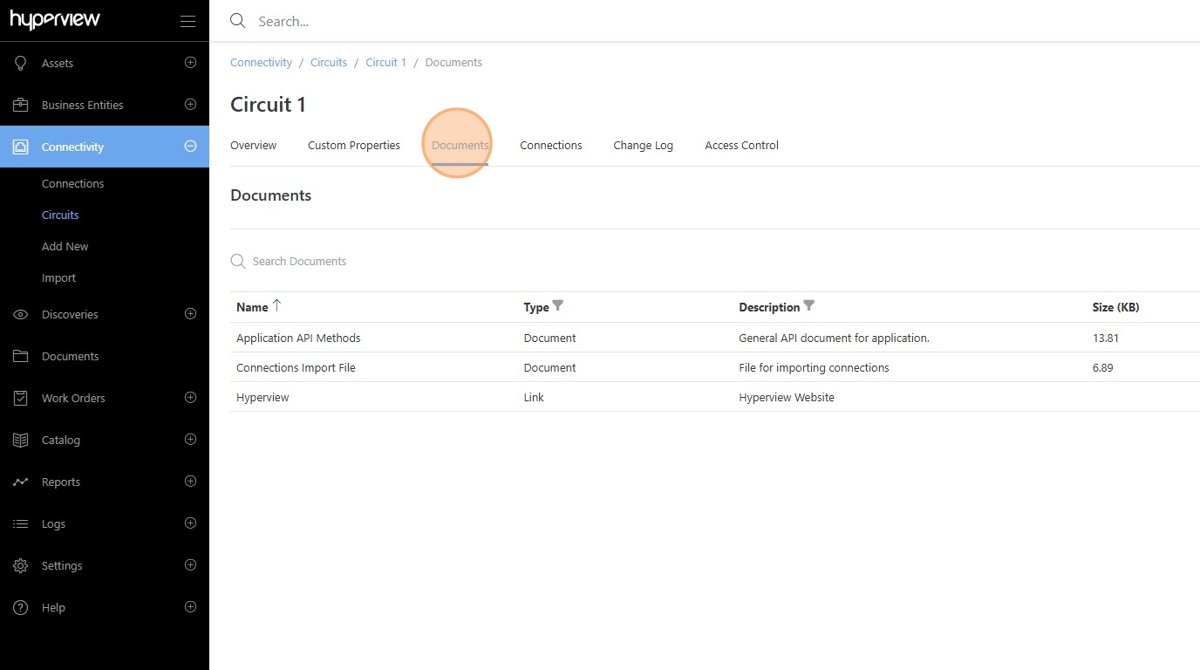 hyperview
Search...
Assets
Business Entities
Connectivity
Connections
Circuits
Add New
Import
Discoveries
Documents
Work Orders
Catalog
Reports
Logs
Settings
Help
Connectivity / Circuits / Circuit 1 / Documents
Circuit 1
Overview Custom Properties Documents Connections Change Log Access Control
Documents
Search Documents
Name Type Description Size (KB)
Application API Methods Document General API document for application. 13.81
Connections Import File Document File for importing connections 6.89
Hyperview Link Hyperview Website